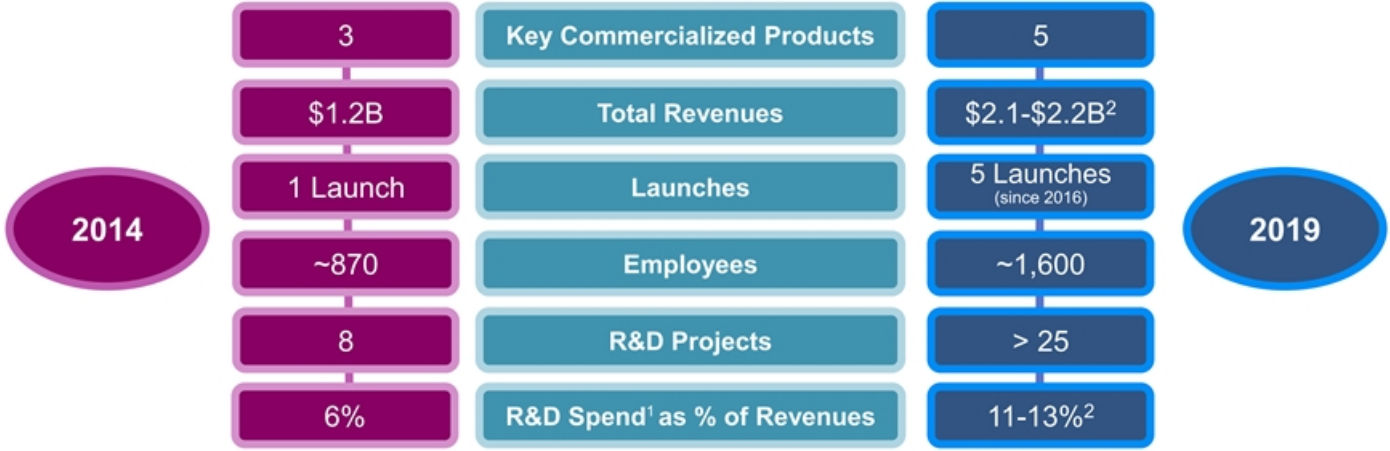 3 Key Commercialized Products 5
$1.2B Total Revenues $2.1-$2.2B²
1 Launch Launches 5 Launches
(since 2016)
2014 2019
~870 Employees ~1,600
8 R&D Projects > 25
6% R&D Spend¹ as % of Revenues 11-13%²